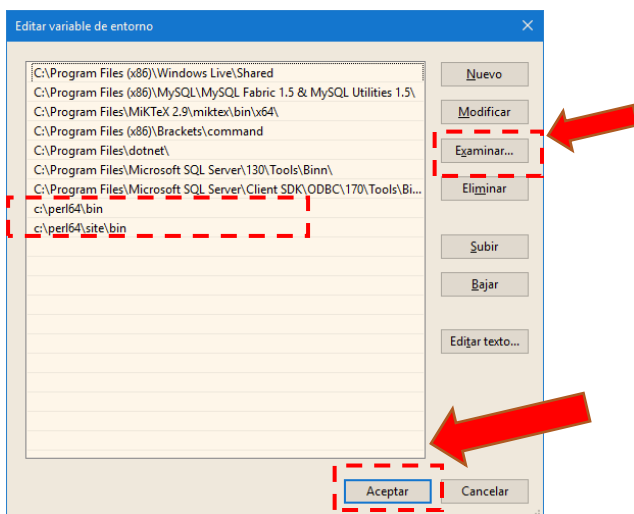 Editar variable de entorno
C:\Program Files (x86)\Windows Live\Shared
C:\Program Files (x86)\MySQL\MySQL Fabric 1.5 & MySQL Utilities 1.5\
C:\Program Files\MiKTeX 2.9\miktex\bin\x64\
C:\Program Files (x86)\Brackets\command
C:\Program Files\dotnet\
C:\Program Files\Microsoft SQL Server\130\Tools\Binn\
C:\Program Files\Microsoft SQL Server\Client SDK\ODBC\170\Tools\Bi...
c:\perl64\bin
c:\perl64\site\bin
Nuevo
Modificar
Examinar...
Eliminar
Subir
Bajar
Editar texto...
Aceptar
Cancelar